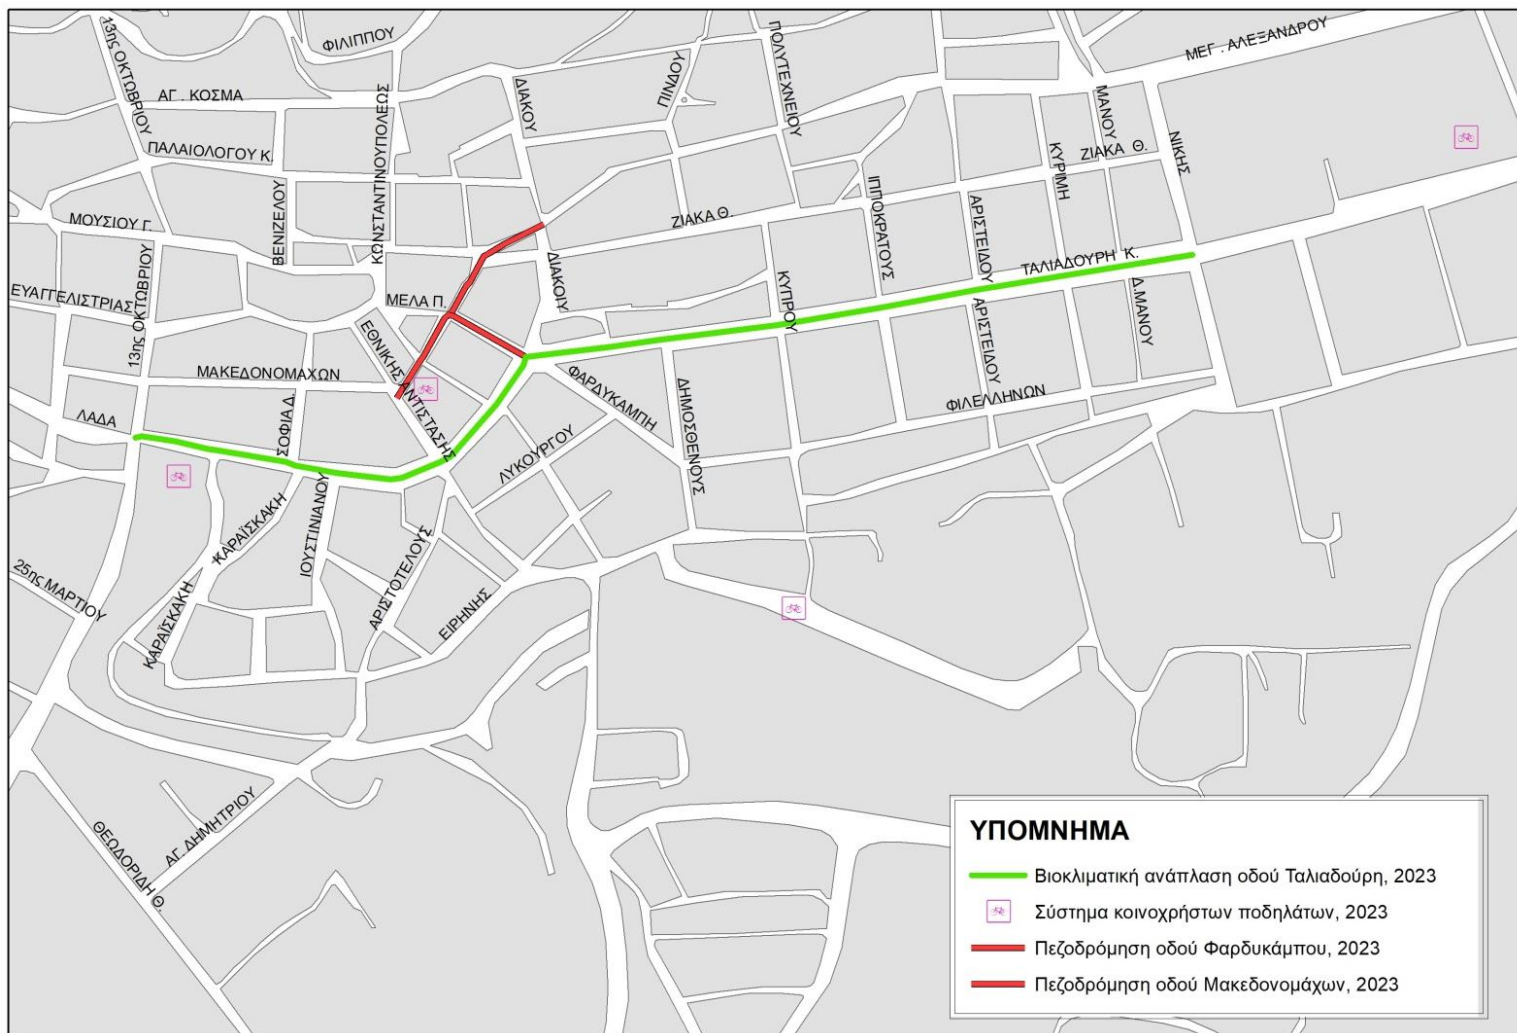 13ης ΟΚΤΩΒΡΙΟΥ
ΦΙΛΙΠΠΟΥ
ΑΓ . ΚΟΣΜΑ
ΚΩΝΣΤΑΝΤΙΝΟΥΠΟΛΕΩΣ
ΔΙΑΚΟΥ
ΠΙΝΔΟΥ
ΠΟΛΥΤΕΧΝΕΙΟΥ
ΜΕΓ . ΑΛΕΞΑΝΔΡΟΥ
ΜΑΝΟΥ
ΠΑΛΑΙΟΛΟΓΟΥ Κ.
ΖΙΑΚΑ Θ.
ΝΙΚΗΣ
ΚΥΡΙΜΗ
ΙΠΠΟΚΡΑΤΟΥΣ
ΑΡΙΣΤΕΙΔΟΥ
ΒΕΝΙΖΕΛΟΥ
ΜΟΥΣΙΟΥ Γ.
ΖΙΑΚΑ Θ.
13ης ΟΚΤΩΒΡΙΟΥ
ΔΙΑΚΟΙΥ
ΤΑΛΙΑΔΟΥΡΗ Κ.
ΕΥΑΓΓΕΛΙΣΤΡΙΑΣ
ΜΕΛΑ Π.
ΚΥΠΡΟΥ
Δ.ΜΑΝΟΥ
ΑΡΙΣΤΕΙΔΟΥ
ΕΘΝΙΚΗΣ ΑΝΤΙΣΤΑΣΗΣ
ΜΑΚΕΔΟΝΟΜΑΧΩΝ
ΦΑΡΔΥΚΑΜΠΗ
ΔΗΜΟΣΘΕΝΟΥΣ
ΦΙΛΕΛΛΗΝΩΝ
ΛΑΔΑ
ΣΟΦΙΑ Δ.
ΛΥΚΟΥΡΓΟΥ
ΚΑΡΑΪΣΚΑΚΗ
ΙΟΥΣΤΙΝΙΑΝΟΥ
ΑΡΙΣΤΟΤΕΛΟΥΣ
25ης ΜΑΡΤΙΟΥ
ΚΑΡΑΪΣΚΑΚΗ
ΕΙΡΗΝΗΣ
ΘΕΩΔΟΡΙΔΗ Θ.
ΑΓ. ΔΗΜΗΤΡΙΟΥ
ΥΠΟΜΝΗΜΑ
Βιοκλιματική ανάπλαση οδού Ταλιαδούρη, 2023
Σύστημα κοινοχρήστων ποδηλάτων, 2023
Πεζοδρόμηση οδού Φαρδυκάμπου, 2023
Πεζοδρόμηση οδού Μακεδονομάχων, 2023